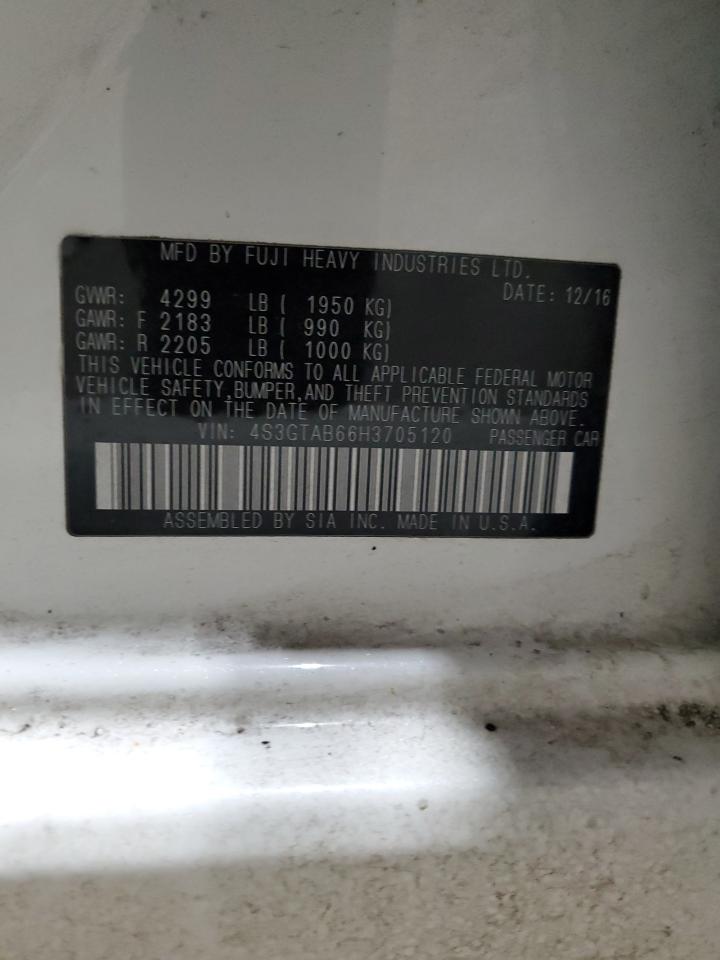 MFD BY FUJI HEAVY INDUSTRIES LTD.
DATE: 12/16
GVWR: 4299 LB ( 1950 KG)
GAWR: F 2183 LB ( 990 KG)
GAWR: R 2205 LB ( 1000 KG)
THIS VEHICLE CONFORMS TO ALL APPLICABLE FEDERAL MOTOR
VEHICLE SAFETY,BUMPER,AND THEFT PREVENTION STANDARDS
IN EFFECT ON THE DATE OF MANUFACTURE SHOWN ABOVE.
VIN: 4S3GTAB66H3705120 PASSENGER CAR
ASSEMBLED BY SIA INC. MADE IN U.S.A.